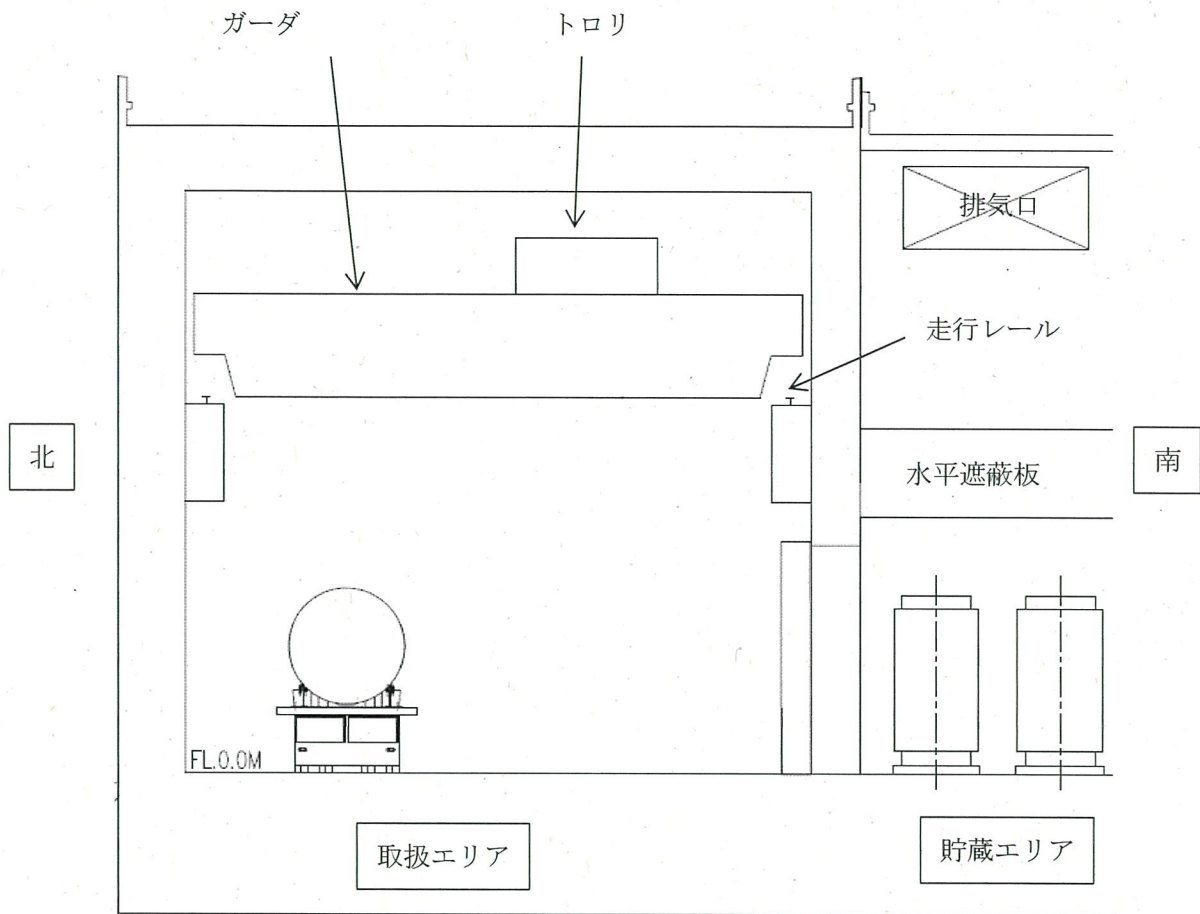 ガーダ
トロリ
排気口
走行レール
北
水平遮蔽板
南
FL.0.0M
取扱エリア
貯蔵エリア